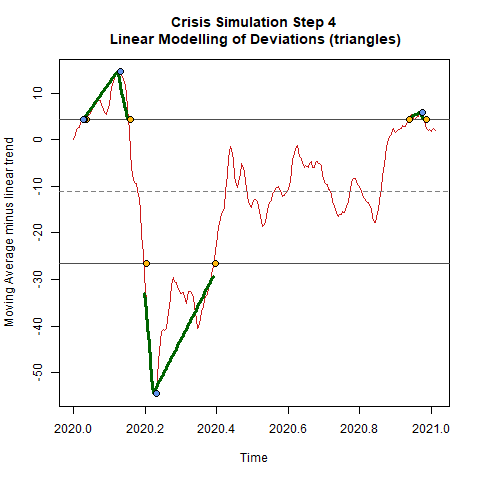 Crisis Simulation Step 4
Linear Modelling of Deviations (triangles)
Moving Average minus linear trend
10
0
-10
-20
-30
-40
-50
2020.0 2020.2 2020.4 2020.6 2020.8 2021.0
Time